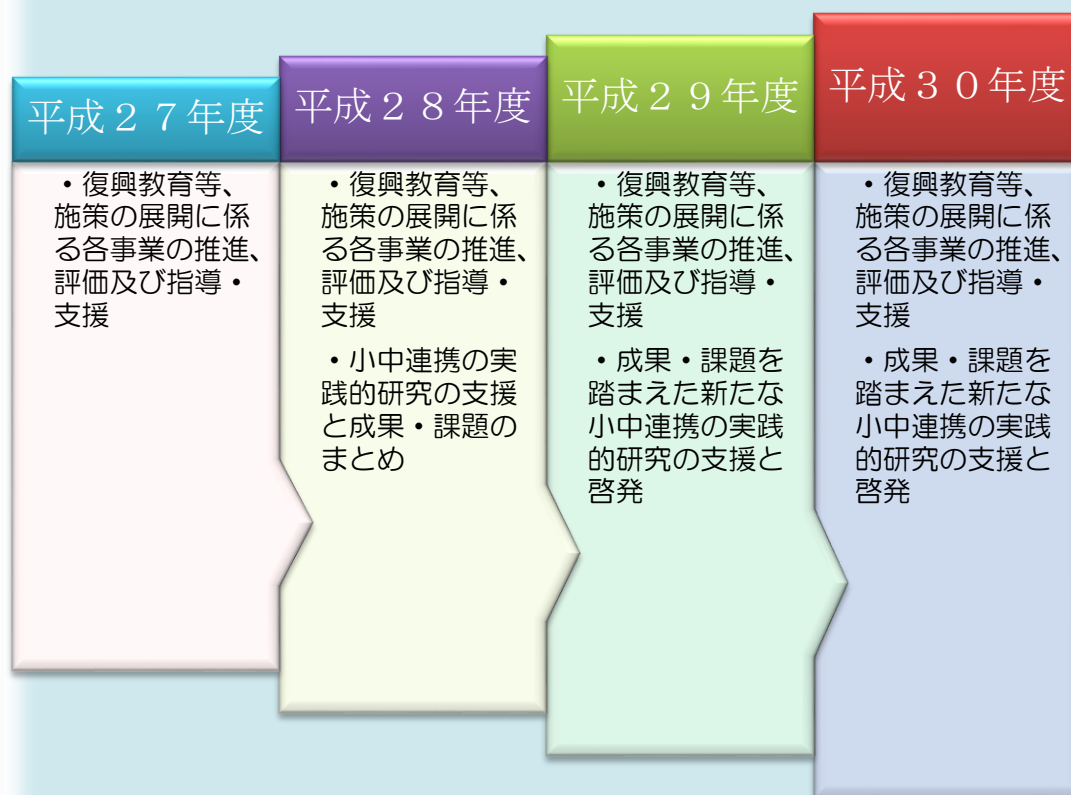 平成２７年度
・復興教育等、
施策の展開に係
る各事業の推進、
評価及び指導・
支援
平成２８年度
・復興教育等、
施策の展開に係
る各事業の推進、
評価及び指導・
支援
・小中連携の実
践的研究の支援
と成果・課題の
まとめ
平成２９年度
・復興教育等、
施策の展開に係
る各事業の推進、
評価及び指導・
支援
・成果・課題を
踏まえた新たな
小中連携の実践
的研究の支援と
啓発
平成３０年度
・復興教育等、
施策の展開に係
る各事業の推進、
評価及び指導・
支援
・成果・課題を
踏まえた新たな
小中連携の実践
的研究の支援と
啓発